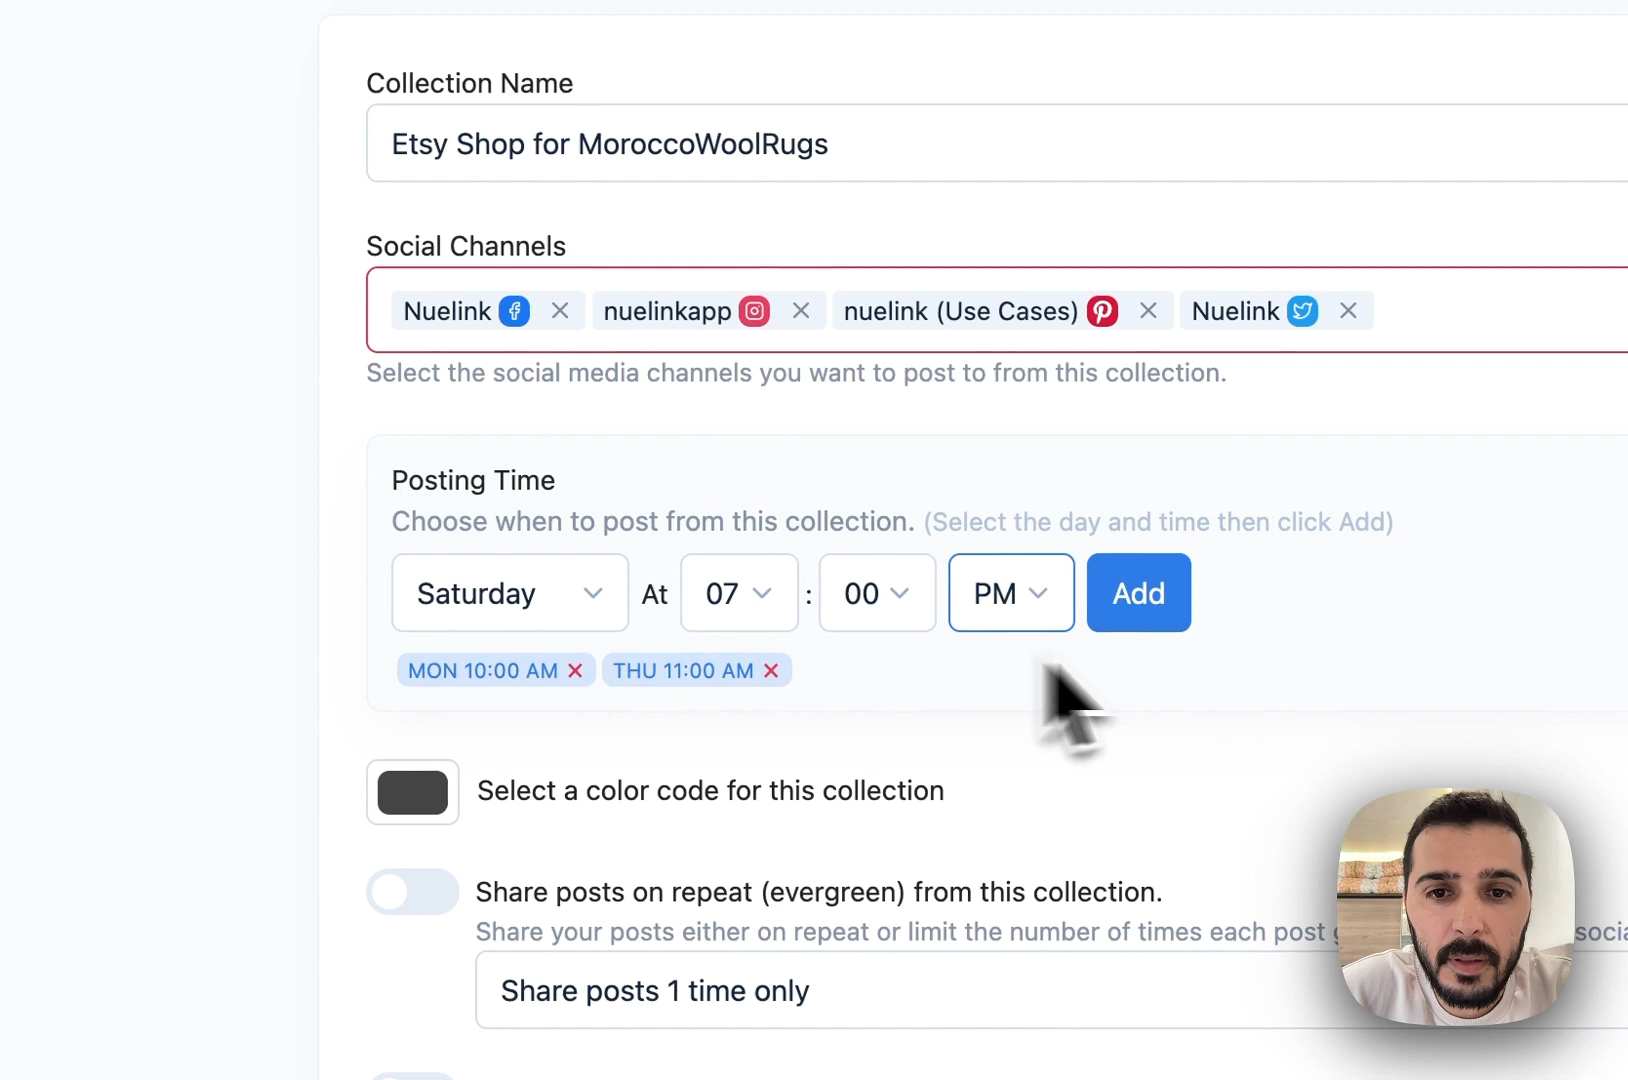 Collection Name
Etsy Shop for MoroccoWoolRugs
Social Channels
Nuelink nuelinkapp nuelink (Use Cases) Nuelink
Select the social media channels you want to post to from this collection.
Posting Time
Choose when to post from this collection. (Select the day and time then click Add)
Saturday At 07 : 00 PM Add
MON 10:00 AM THU 11:00 AM
Select a color code for this collection
Share posts on repeat (evergreen) from this collection.
Share your posts either on repeat or limit the number of times each post
Share posts 1 time only